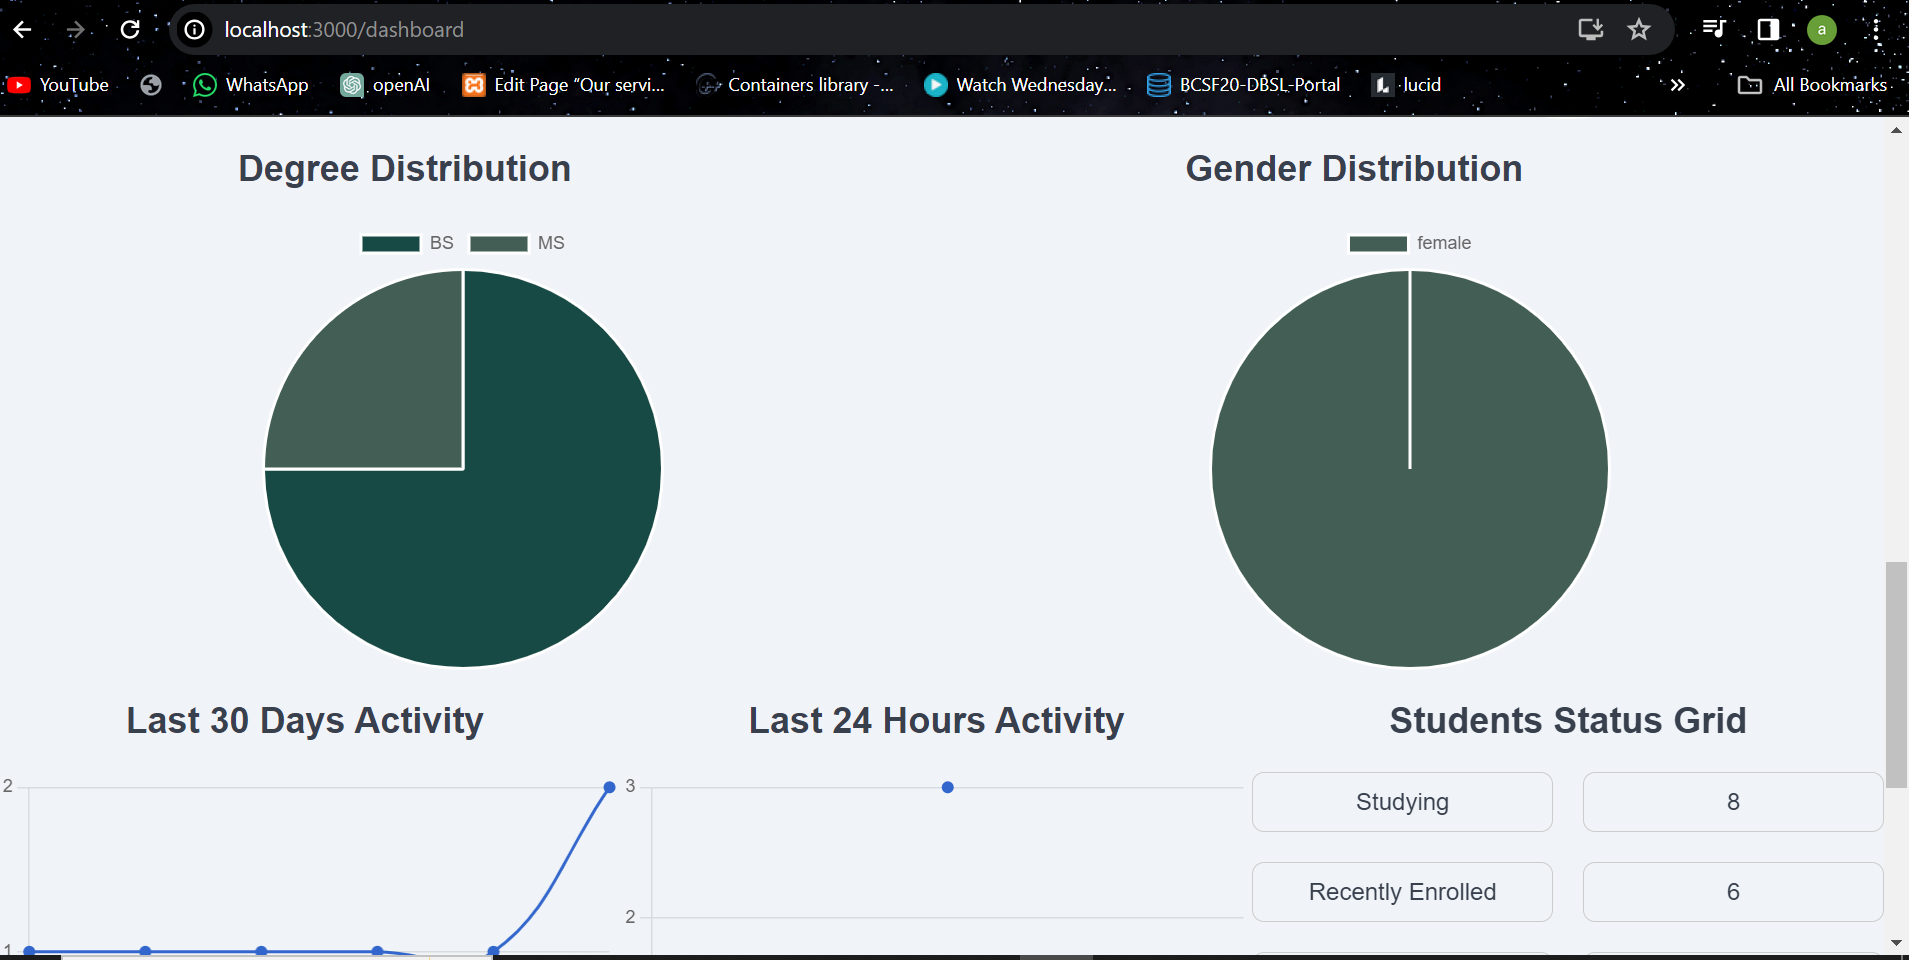 localhost:3000/dashboard
a
YouTube
WhatsApp
openAI
Edit Page “Our servi...
Containers library -...
Watch Wednesday...
BCSF20-DBSL-Portal
lucid
All Bookmarks
Degree Distribution
BS MS
Gender Distribution
female
Last 30 Days Activity
2
1
Last 24 Hours Activity
3
2
Students Status Grid
Studying 8
Recently Enrolled 6